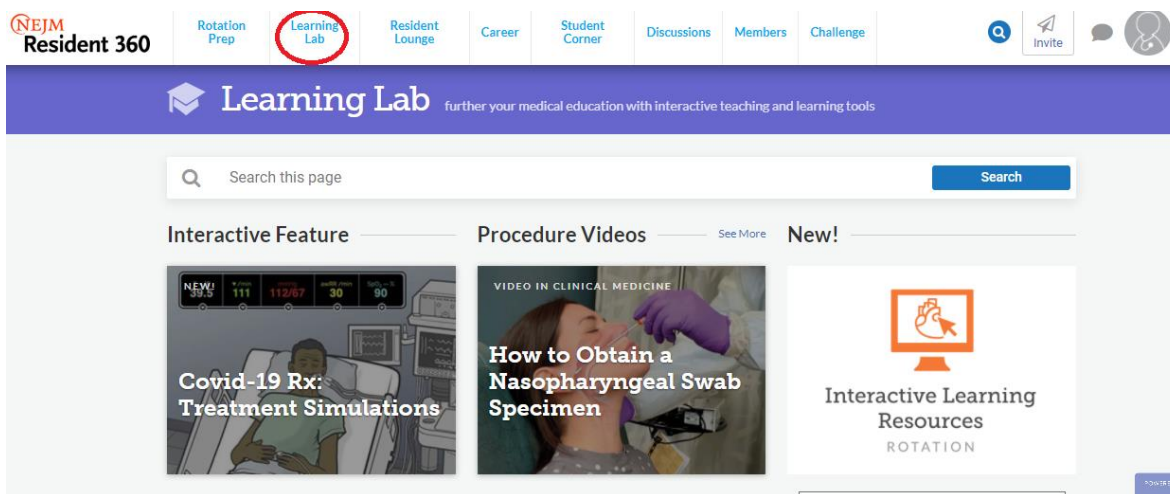 NEJM
Resident 360
Rotation
Prep
Learning
Lab
Resident
Lounge
Career
Student
Corner
Discussions
Members
Challenge
Invite
Learning Lab further your medical education with interactive teaching and learning tools
Search this page
Search
Interactive Feature
Procedure Videos
See More
New!
NEW!
39.5
111
112/67
30
90
VIDEO IN CLINICAL MEDICINE
Covid-19 Rx:
Treatment Simulations
How to Obtain a
Nasopharyngeal Swab
Specimen
Interactive Learning
Resources
ROTATION